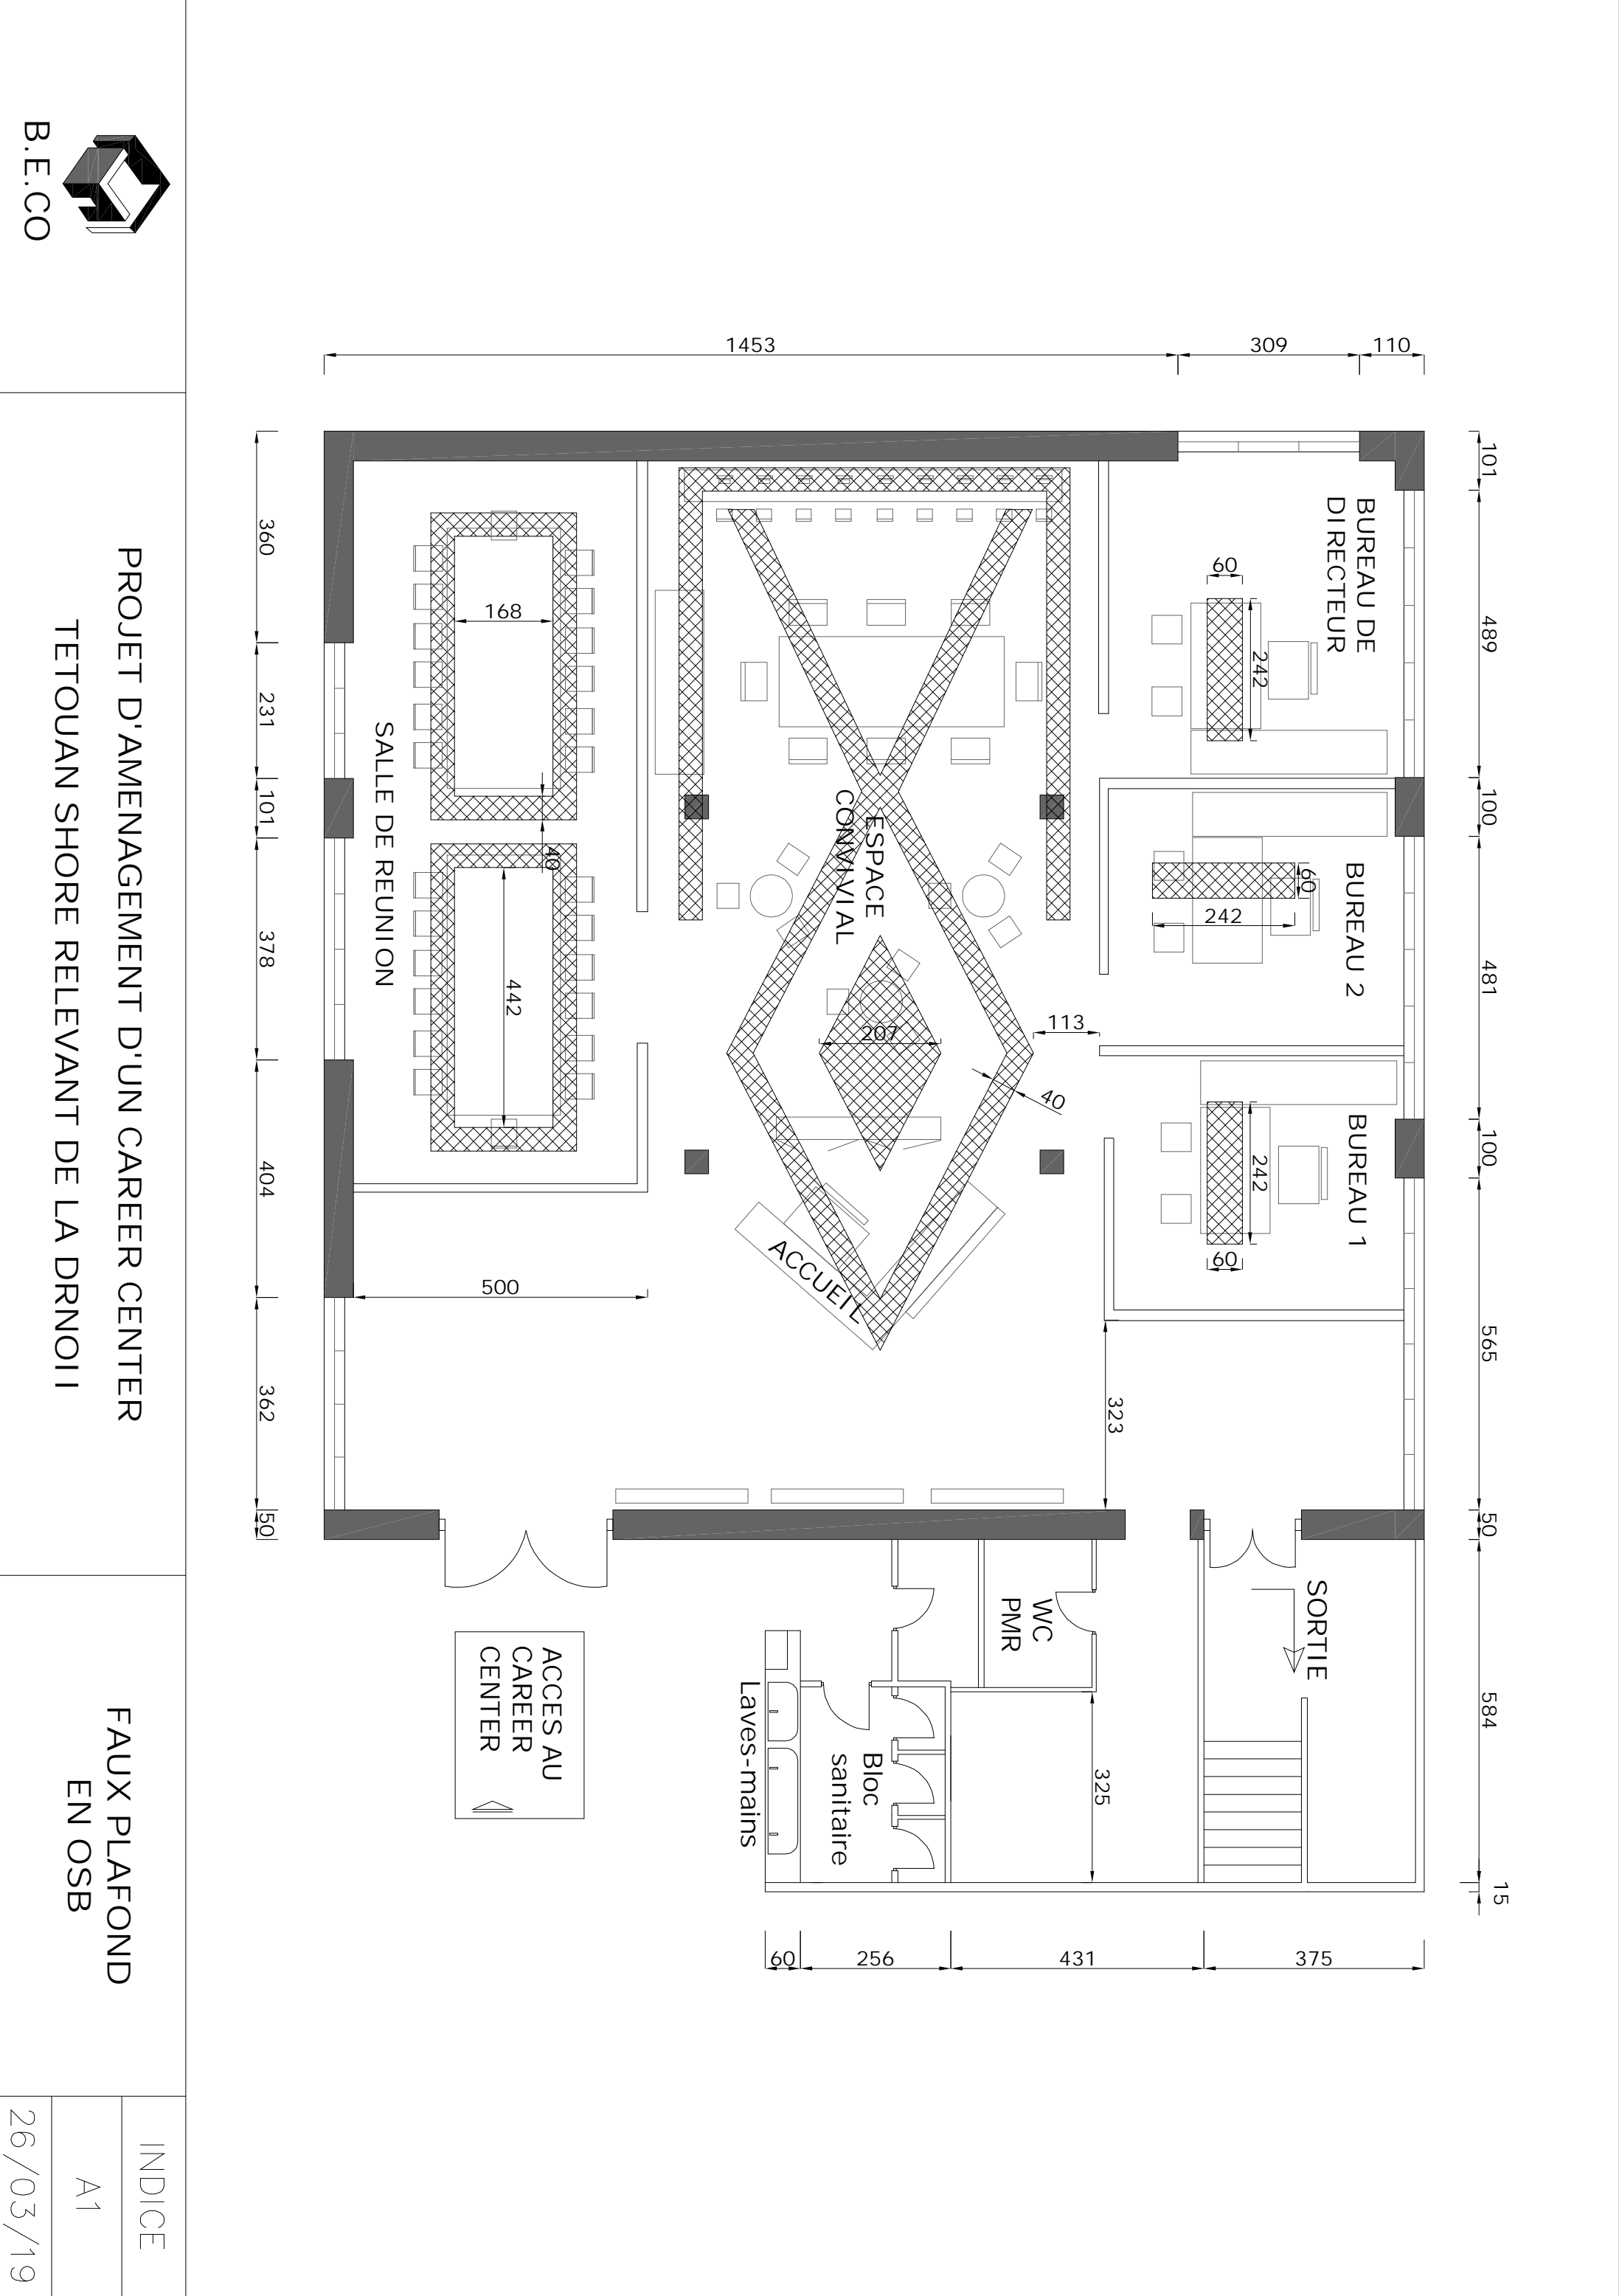 B.E.CO
PROJET D'AMENAGEMENT D'UN CAREER CENTER
TETOUAN SHORE RELEVANT DE LA DRNOII
FAUX PLAFOND
EN OSB
INDICE
A1
26/03/19
101
489
100
481
100
565
50
584
15
110
309
1453
375
431
256
60
BUREAU DE
DIRECTEUR
60
242
BUREAU 2
60
242
BUREAU 1
242
60
113
40
323
ESPACE
CONVIVIAL
207
ACCUEIL
168
40
442
SALLE DE REUNION
500
SORTIE
WC
PMR
325
Bloc
sanitaire
Laves-mains
ACCES AU
CAREER
CENTER
360
231
101
378
404
362
50